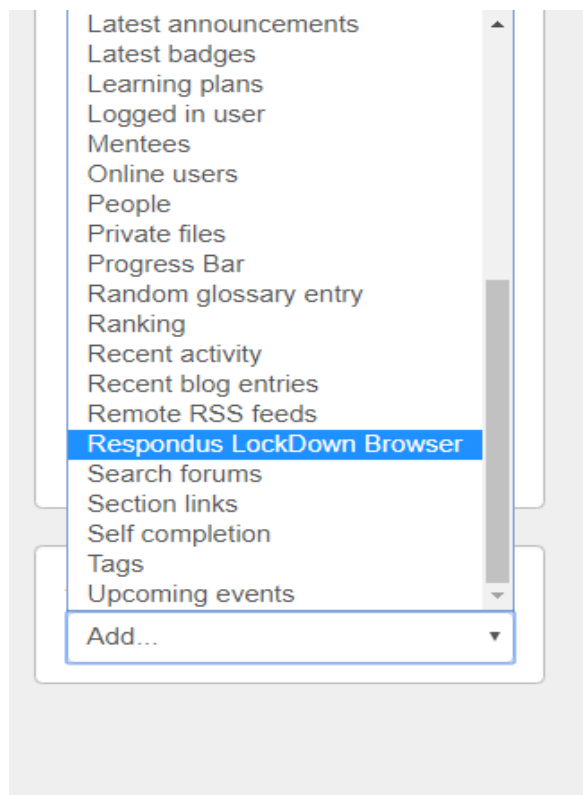 Latest announcements
Latest badges
Learning plans
Logged in user
Mentees
Online users
People
Private files
Progress Bar
Random glossary entry
Ranking
Recent activity
Recent blog entries
Remote RSS feeds
Respondus LockDown Browser
Search forums
Section links
Self completion
Tags
Upcoming events
Add...